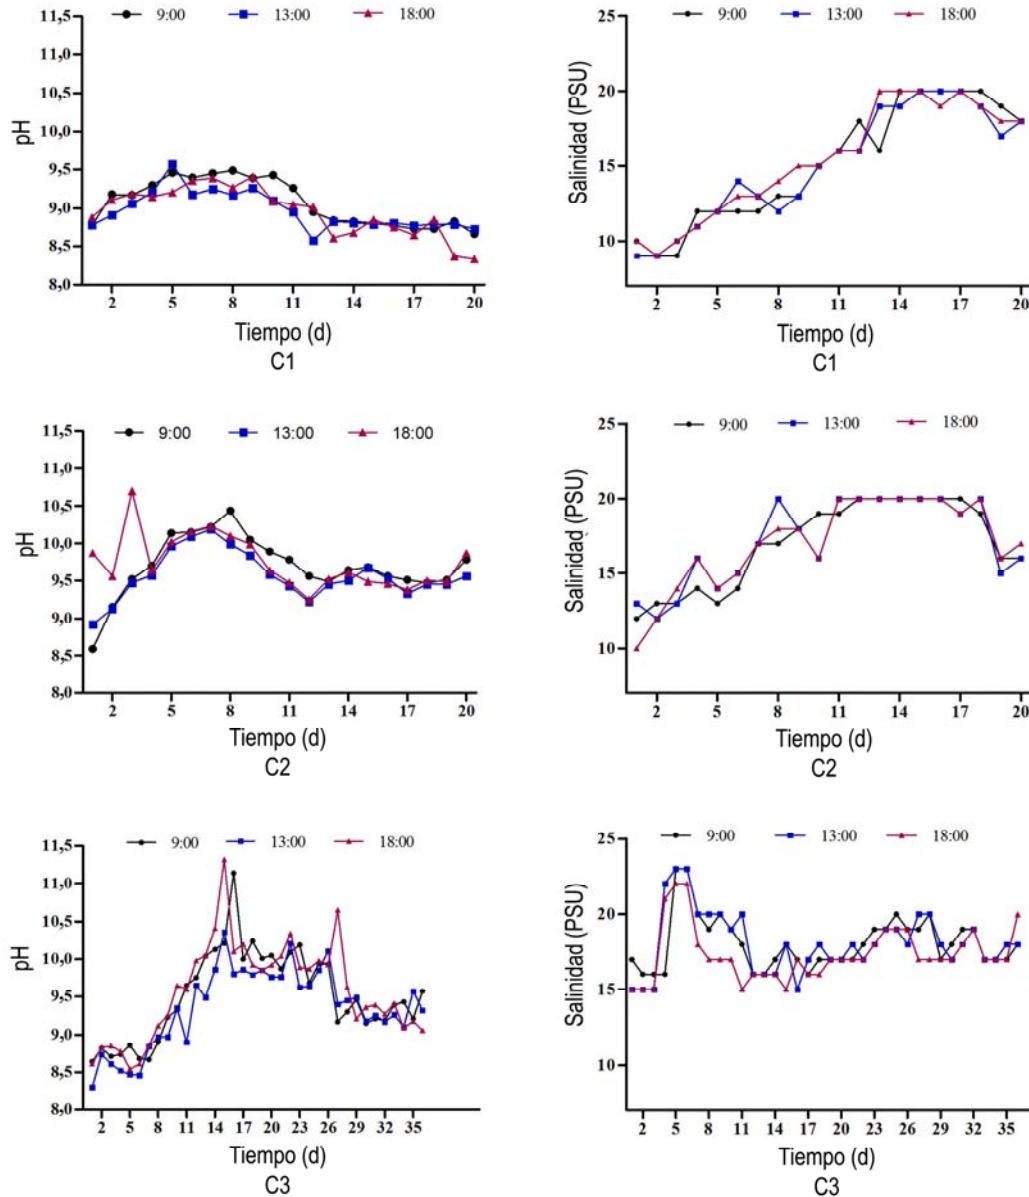 9:00 13:00 18:00
11,5
11,0
10,5
10,0
9,5
9,0
8,5
8,0
pH
2 5 8 11 14 17 20
Tiempo (d)
C1
9:00 13:00 18:00
25
20
15
10
Salinidad (PSU)
2 5 8 11 14 17 20
Tiempo (d)
C1
9:00 13:00 18:00
11,5
11,0
10,5
10,0
9,5
9,0
8,5
8,0
pH
2 5 8 11 14 17 20
Tiempo (d)
C2
9:00 13:00 18:00
25
20
15
10
Salinidad (PSU)
2 5 8 11 14 17 20
Tiempo (d)
C2
9:00 13:00 18:00
11,5
11,0
10,5
10,0
9,5
9,0
8,5
8,0
pH
2 5 8 11 14 17 20 23 26 29 32 35
Tiempo (d)
C3
9:00 13:00 18:00
25
20
15
10
Salinidad (PSU)
2 5 8 11 14 17 20 23 26 29 32 35
Tiempo (d)
C3